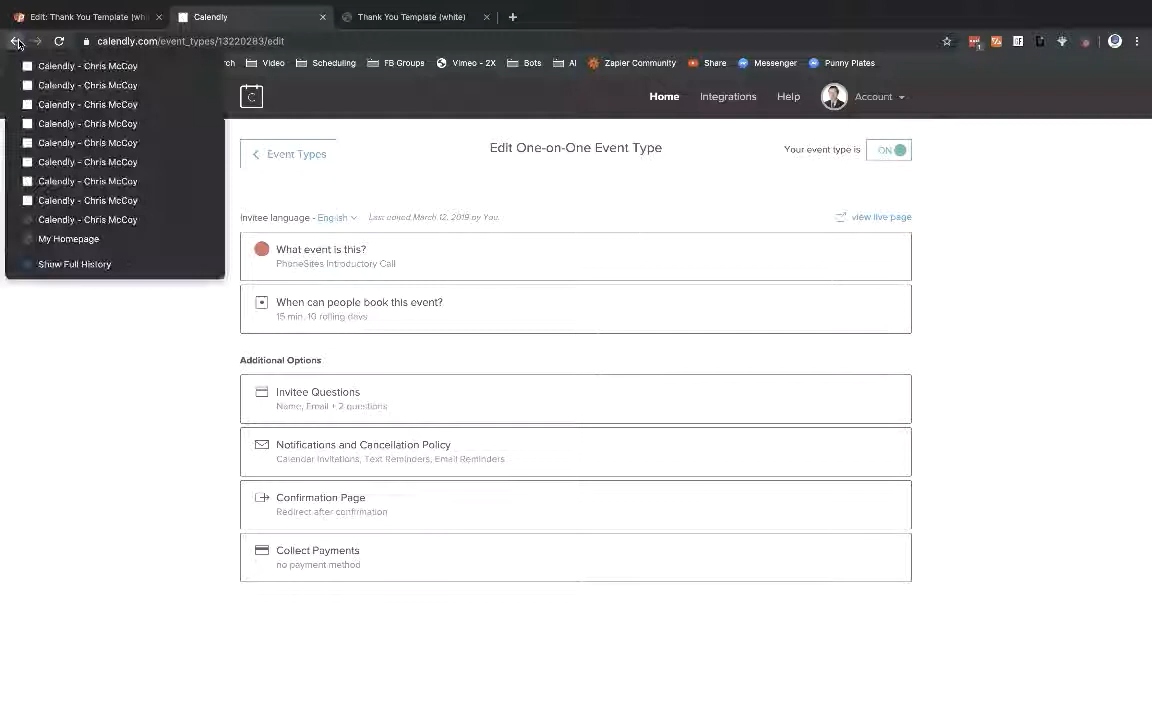 Edit: Thank You Template (whi
Calendly
Thank You Template (white)
calendly.com/event_types/13220283/edit
Calendly - Chris McCoy
Calendly - Chris McCoy
Calendly - Chris McCoy
Calendly - Chris McCoy
Calendly - Chris McCoy
Calendly - Chris McCoy
Calendly - Chris McCoy
Calendly - Chris McCoy
Calendly - Chris McCoy
My Homepage
Show Full History
rch Video Scheduling FB Groups Vimeo - 2X Bots AI Zapier Community Share Messenger Punny Plates
C Home Integrations Help Account
Event Types
Edit One-on-One Event Type
Your event type is ON
Invitee language - English Last edited March 12, 2019 by You.
view live page
What event is this?
PhoneSites Introductory Call
When can people book this event?
15 min, 10 rolling days
Additional Options
Invitee Questions
Name, Email + 2 questions
Notifications and Cancellation Policy
Calendar Invitations, Text Reminders, Email Reminders
Confirmation Page
Redirect after confirmation
Collect Payments
no payment method